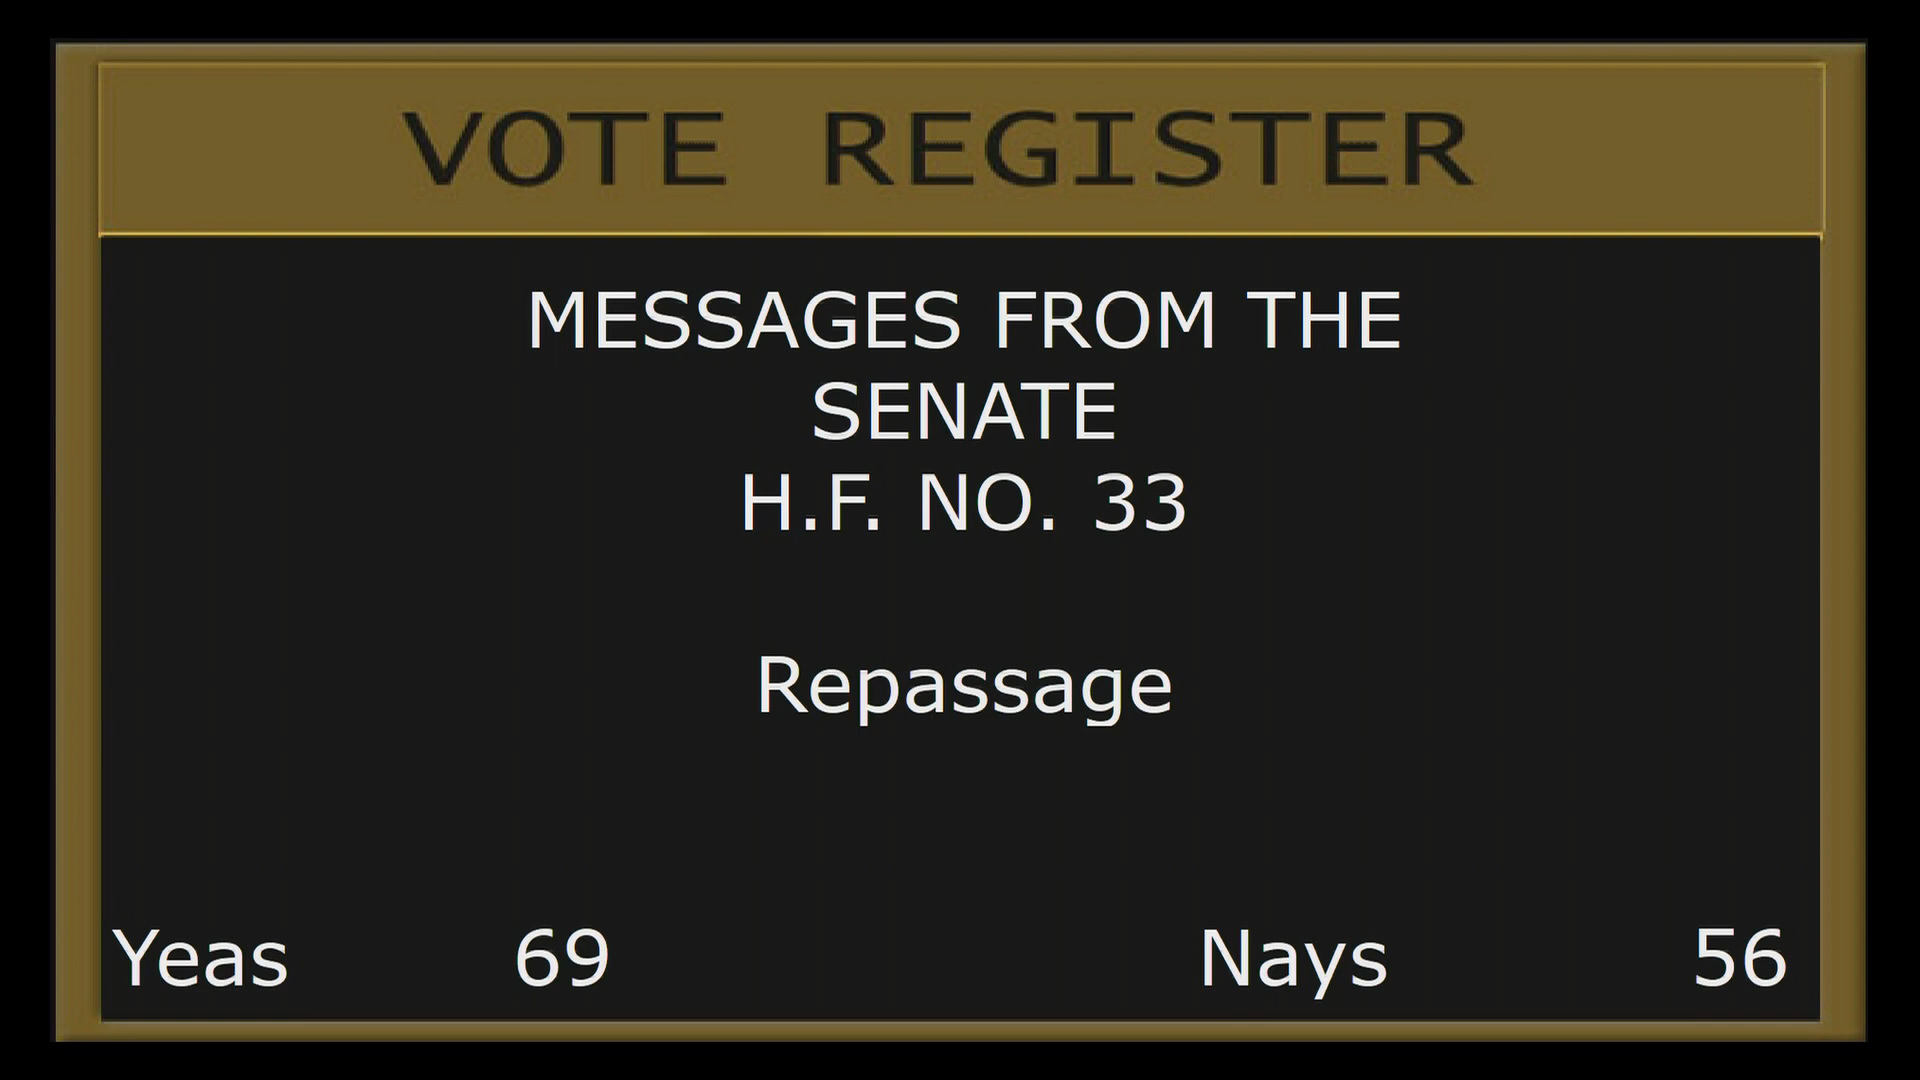 VOTE REGISTER
MESSAGES FROM THE
SENATE
H.F. NO. 33
Repassage
Yeas 69 Nays 56